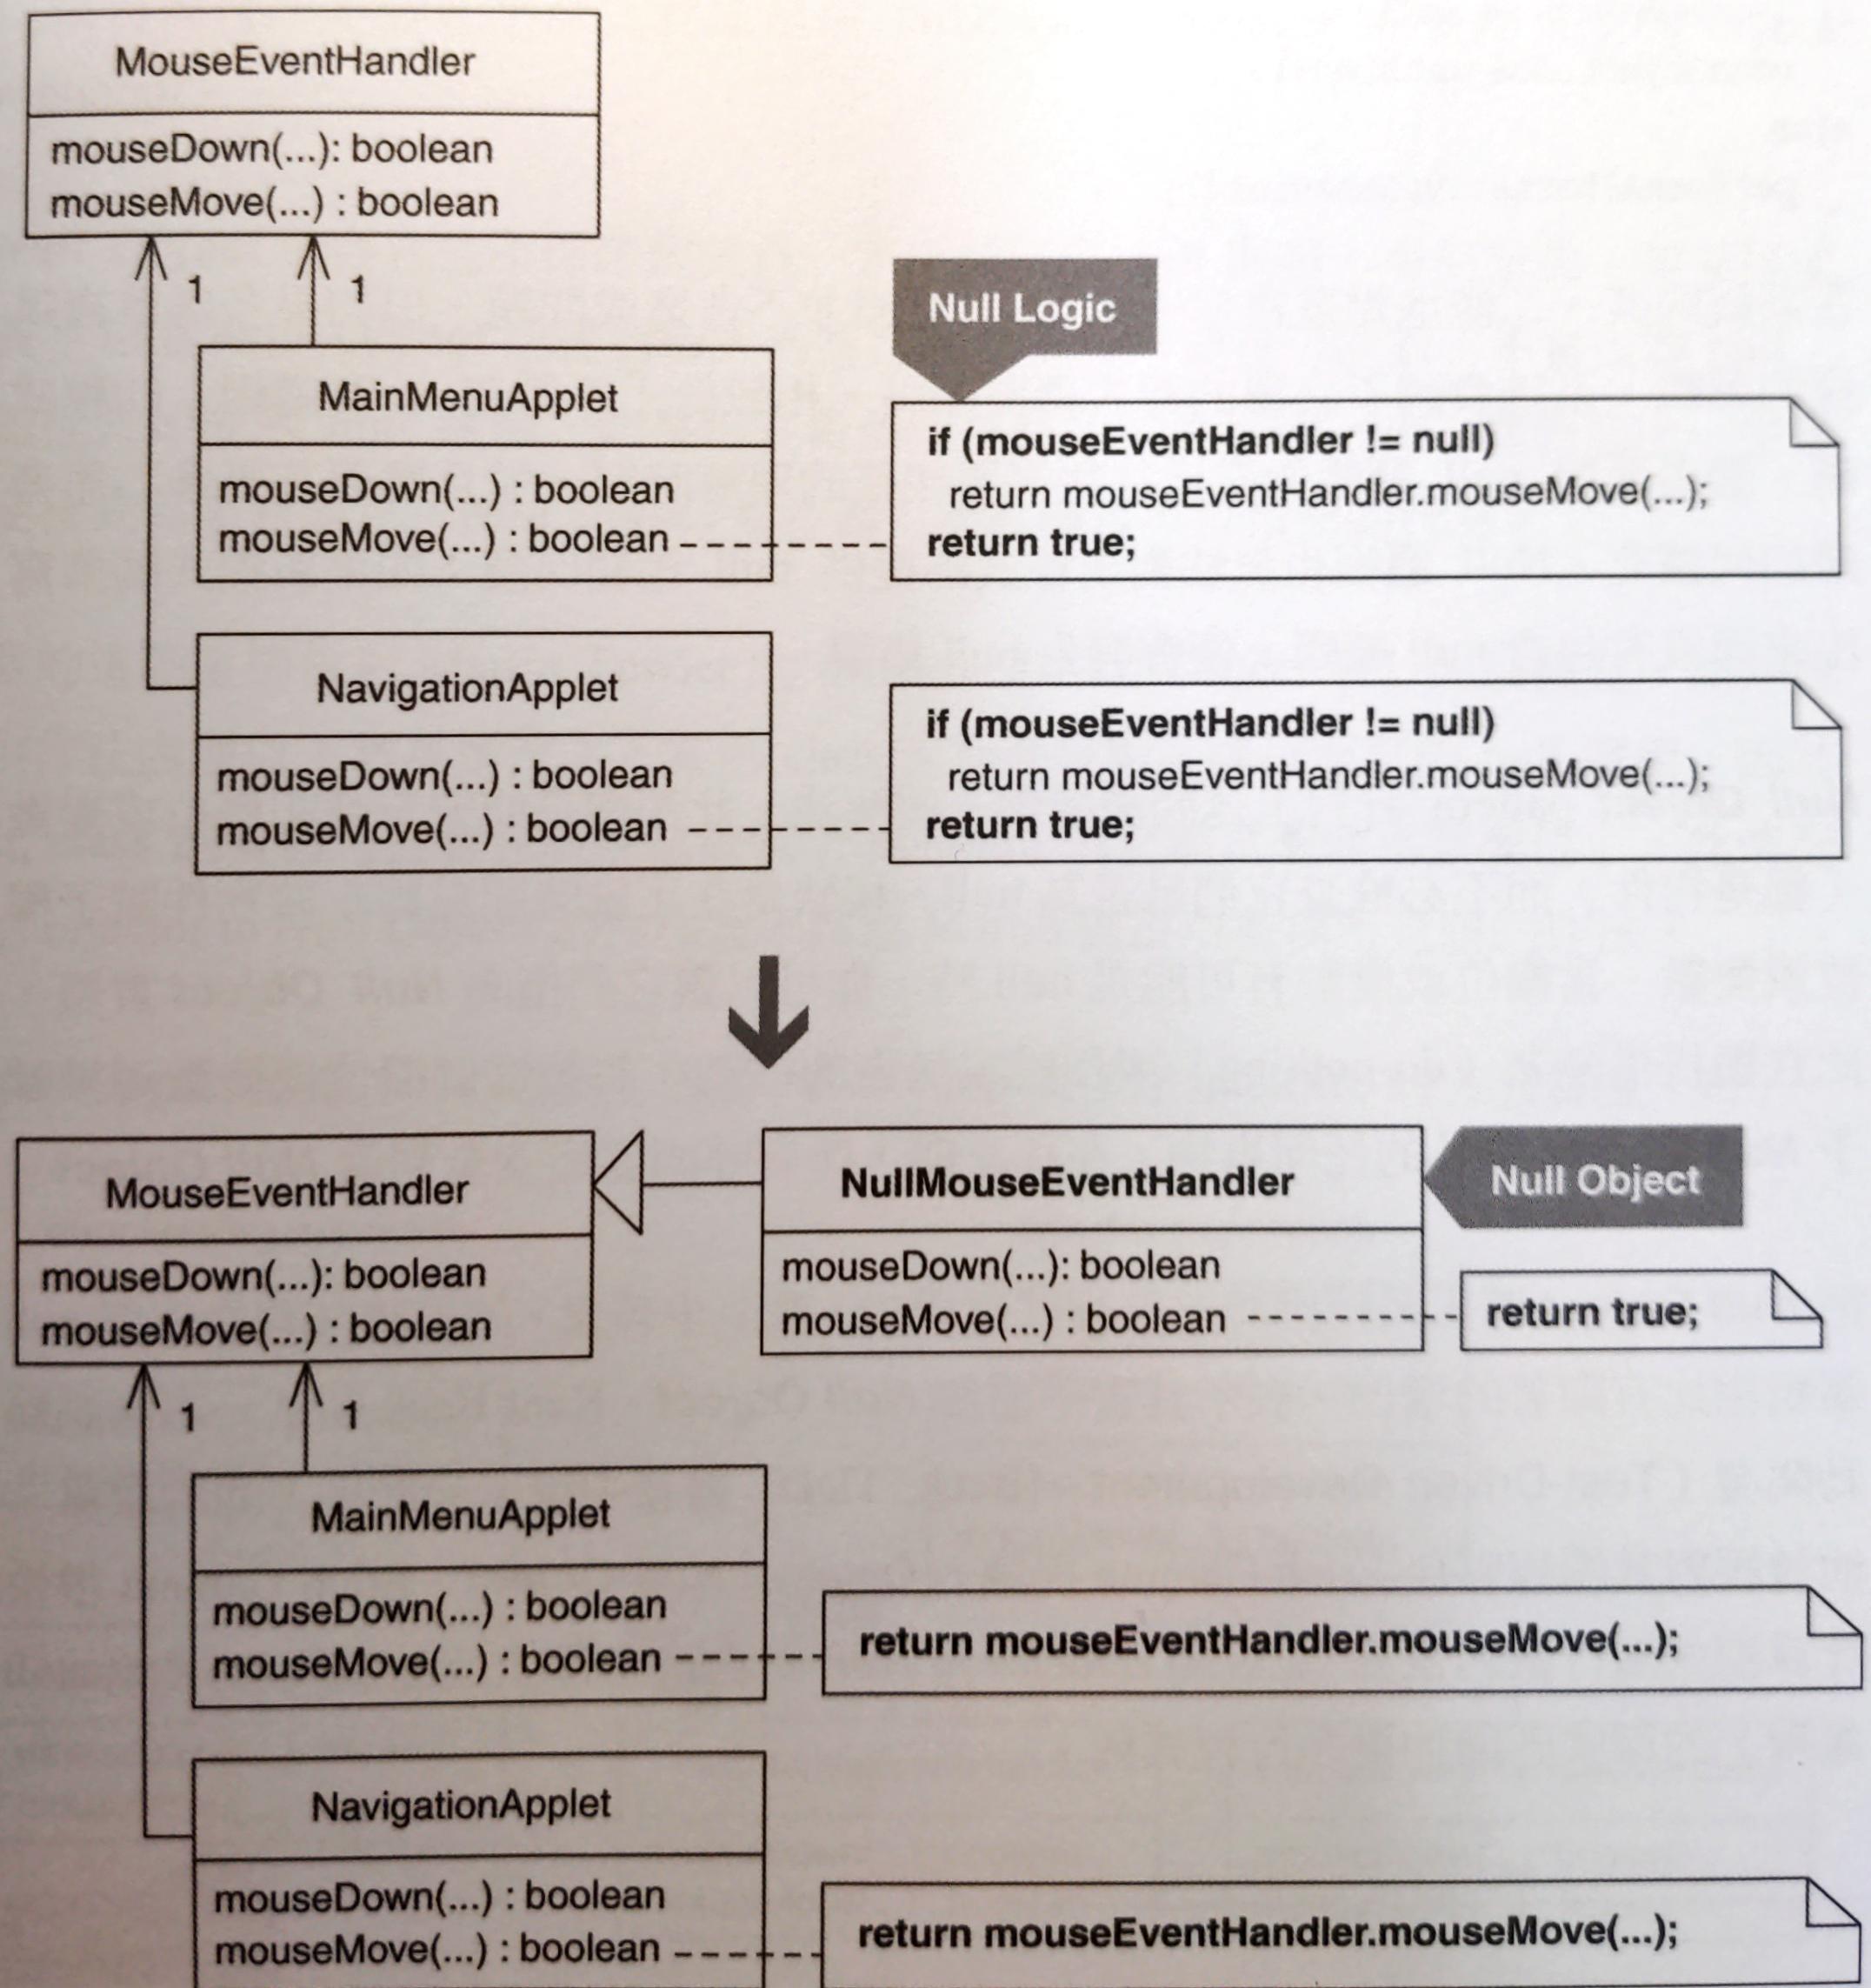 MouseEventHandler
mouseDown(...): boolean
mouseMove(...) : boolean
1
1
Null Logic
MainMenuApplet
mouseDown(...) : boolean
mouseMove(...) : boolean
if (mouseEventHandler != null)
return mouseEventHandler.mouseMove(...);
return true;
NavigationApplet
mouseDown(...) : boolean
mouseMove(...) : boolean
if (mouseEventHandler != null)
return mouseEventHandler.mouseMove(...);
return true;
MouseEventHandler
mouseDown(...): boolean
mouseMove(...) : boolean
NullMouseEventHandler
mouseDown(...): boolean
mouseMove(...) : boolean
Null Object
return true;
1
1
MainMenuApplet
mouseDown(...) : boolean
mouseMove(...) : boolean
return mouseEventHandler.mouseMove(...);
NavigationApplet
mouseDown(...) : boolean
mouseMove(...) : boolean
return mouseEventHandler.mouseMove(...);